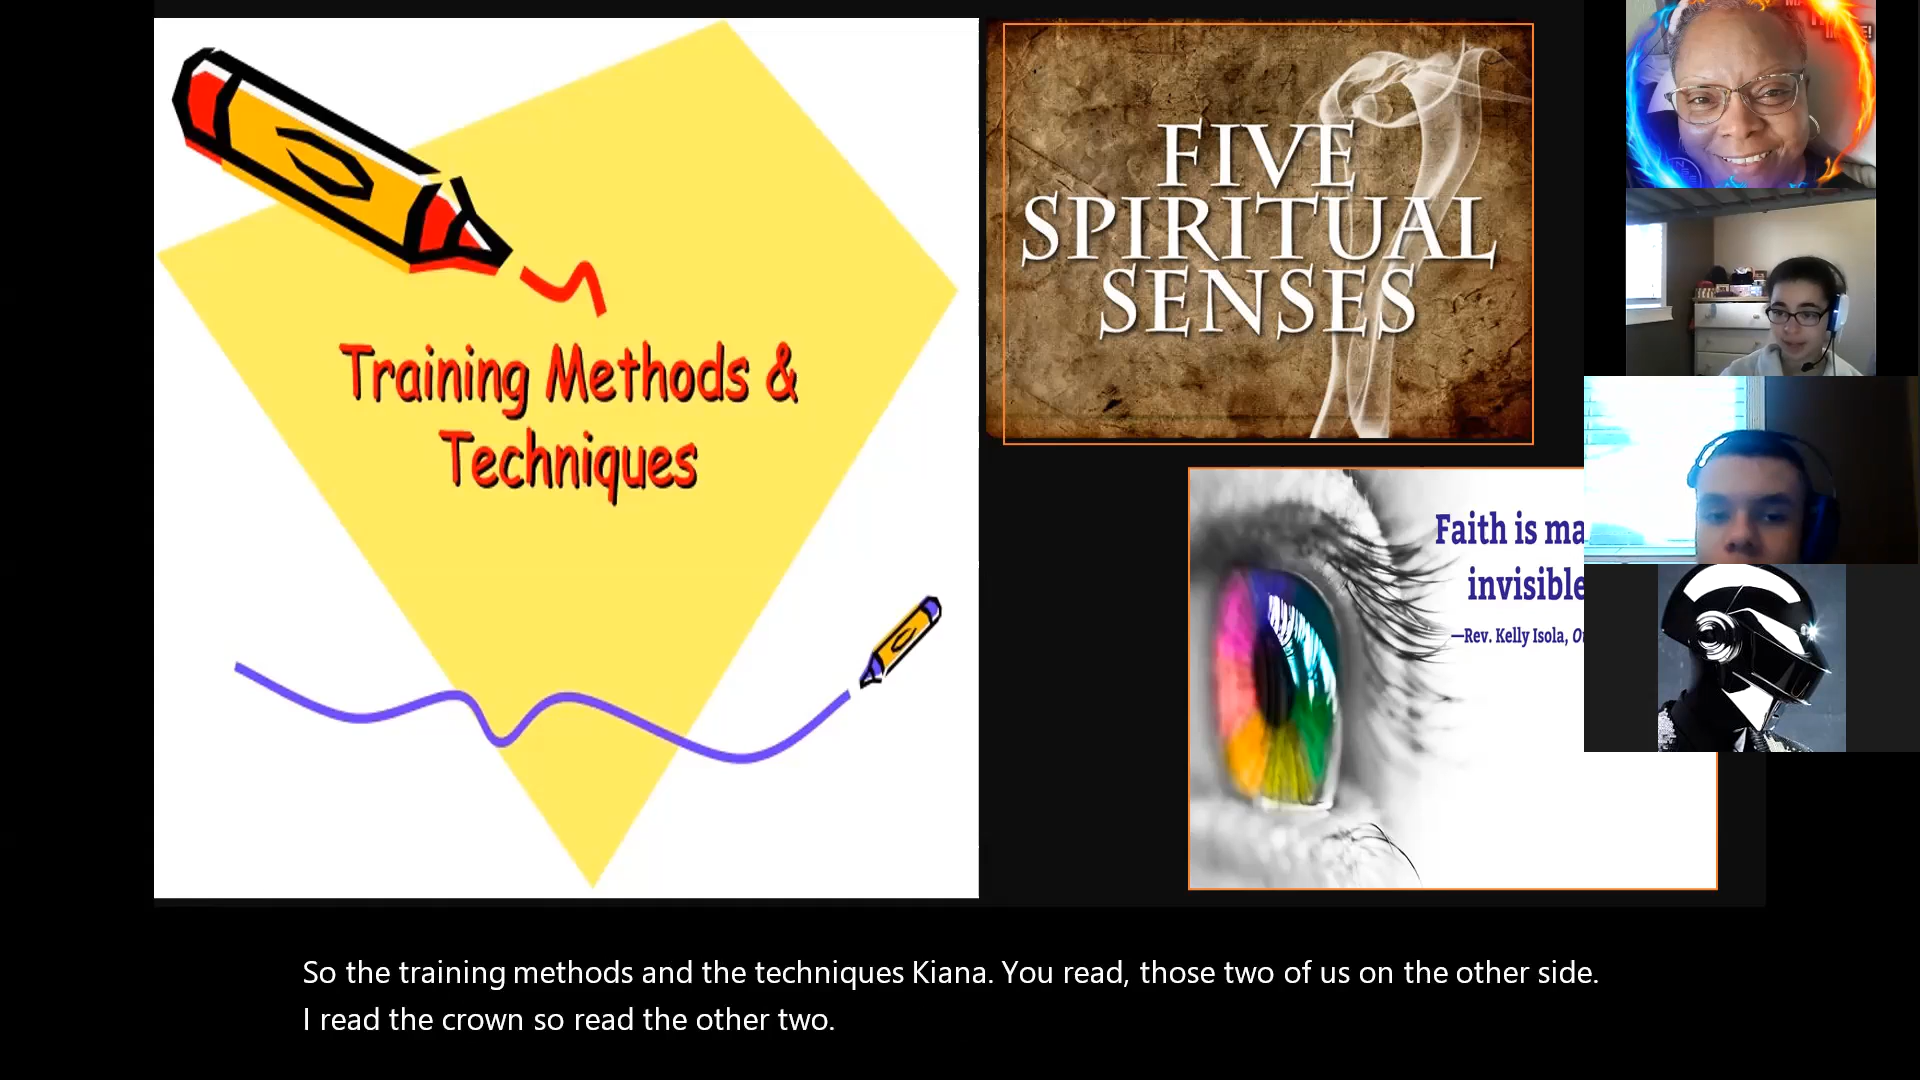 Training Methods &
Techniques
FIVE
SPIRITUAL
SENSES
Faith is ma
invisible
—Rev. Kelly Isola,
So the training methods and the techniques Kiana. You read, those two of us on the other side.
I read the crown so read the other two.